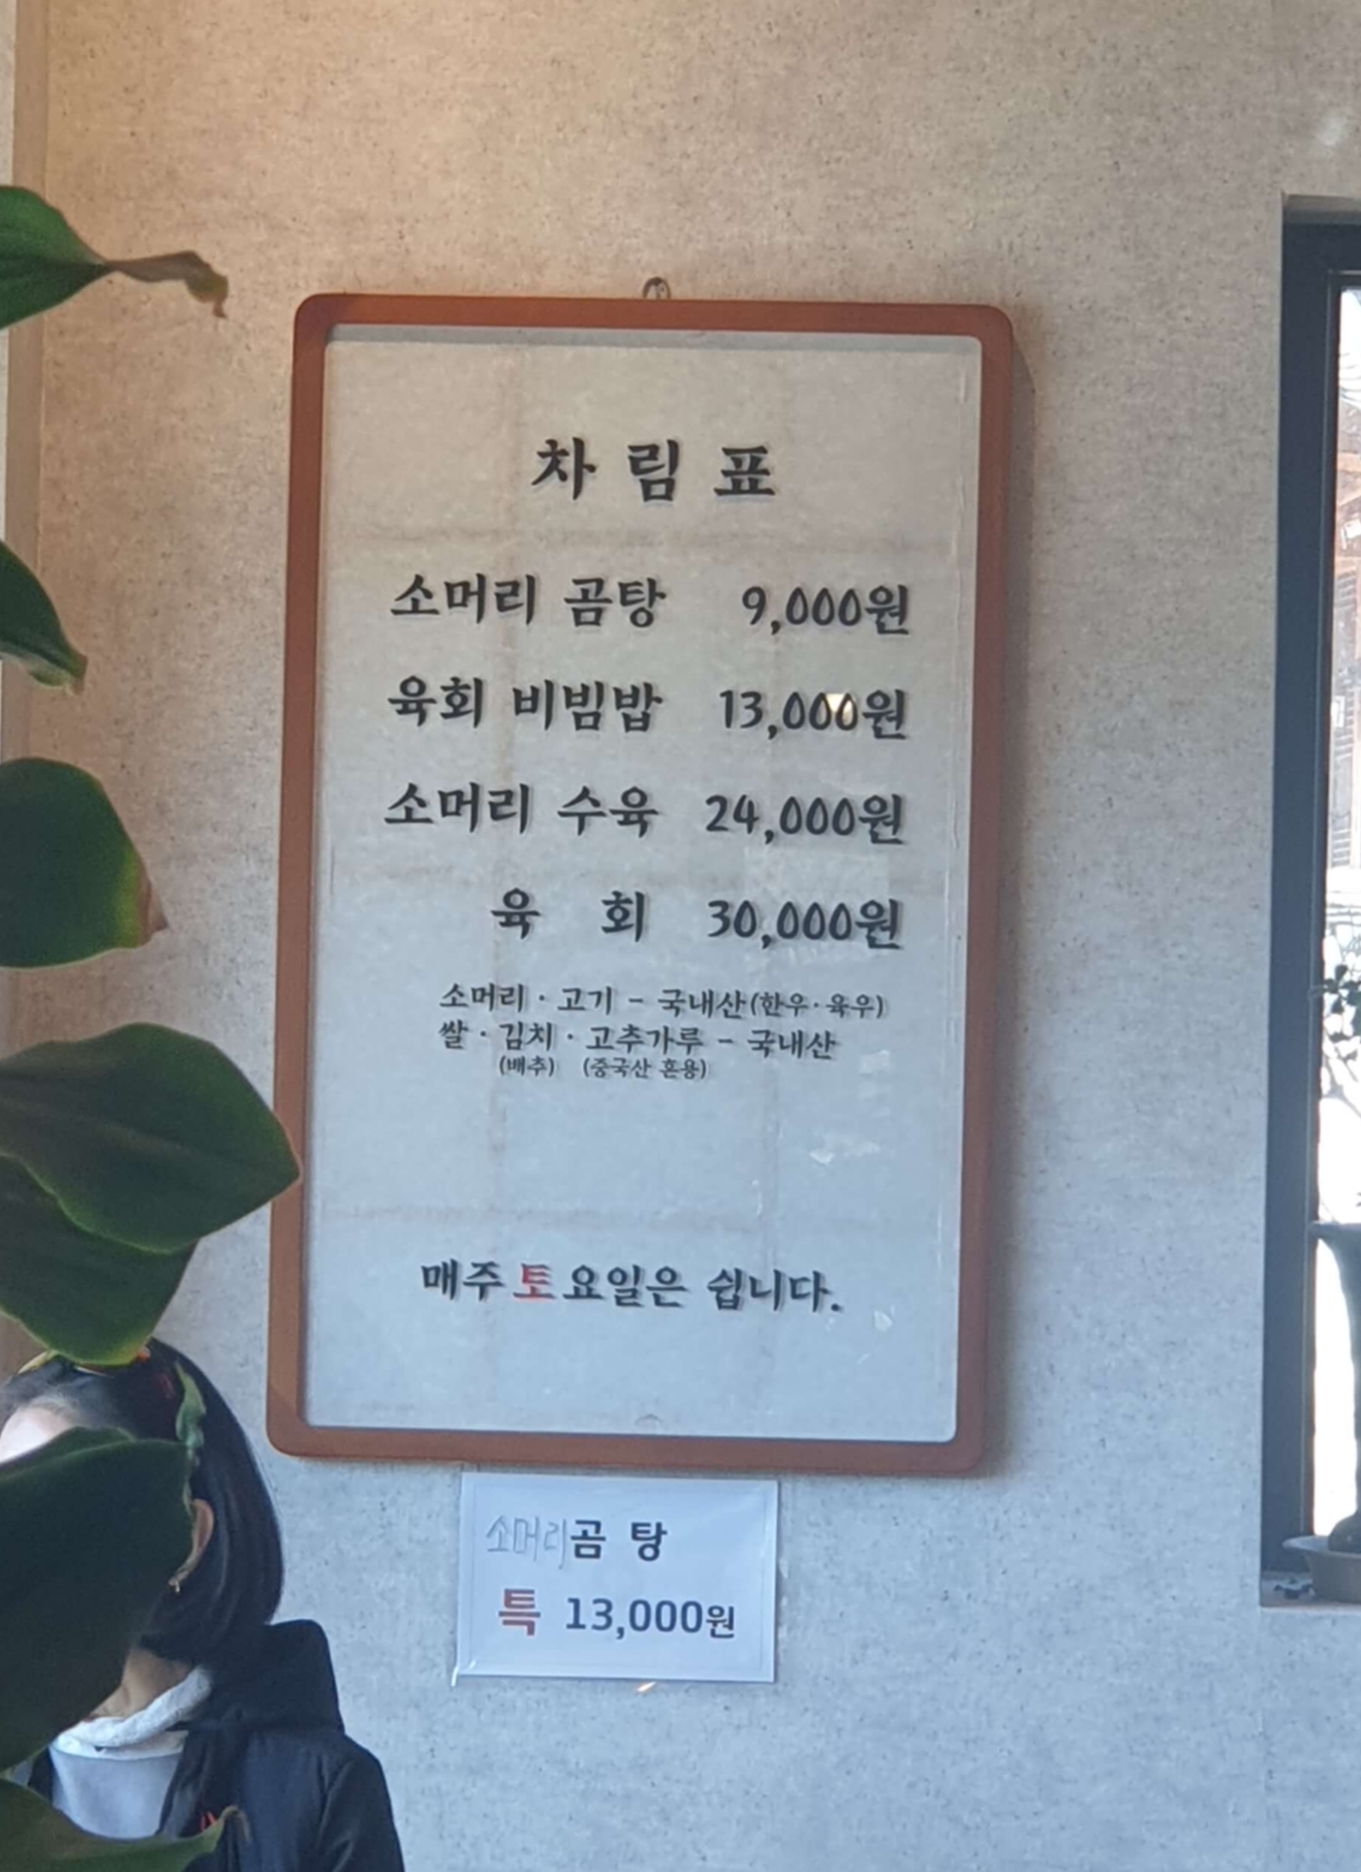 차림표
소머리 곰탕 9,000원
육회 비빔밥 13,000원
소머리 수육 24,000원
육 회 30,000원
소머리·고기 - 국내산(한우·육우)
쌀·김치·고추가루 - 국내산
(배추) (중국산 혼용)
매주 토요일은 쉽니다.
소머리곰 탕
특 13,000원